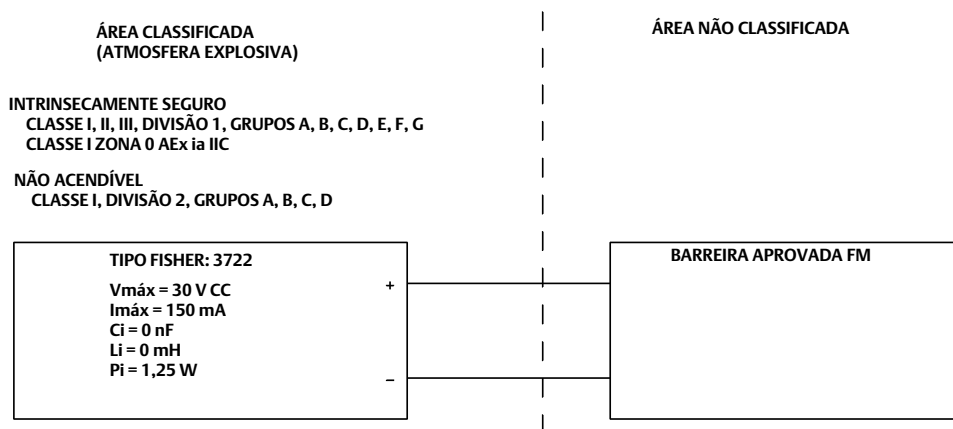 ÁREA CLASSIFICADA
(ATMOSFERA EXPLOSIVA)
ÁREA NÃO CLASSIFICADA
INTRINSECAMENTE SEGURO
CLASSE I, II, III, DIVISÃO 1, GRUPOS A, B, C, D, E, F, G
CLASSE I ZONA 0 AEx ia IIC
NÃO ACENDÍVEL
CLASSE I, DIVISÃO 2, GRUPOS A, B, C, D
TIPO FISHER: 3722
Vmáx = 30 V CC
Imáx = 150 mA
Ci = 0 nF
Li = 0 mH
Pi = 1,25 W
+
–
BARREIRA APROVADA FM